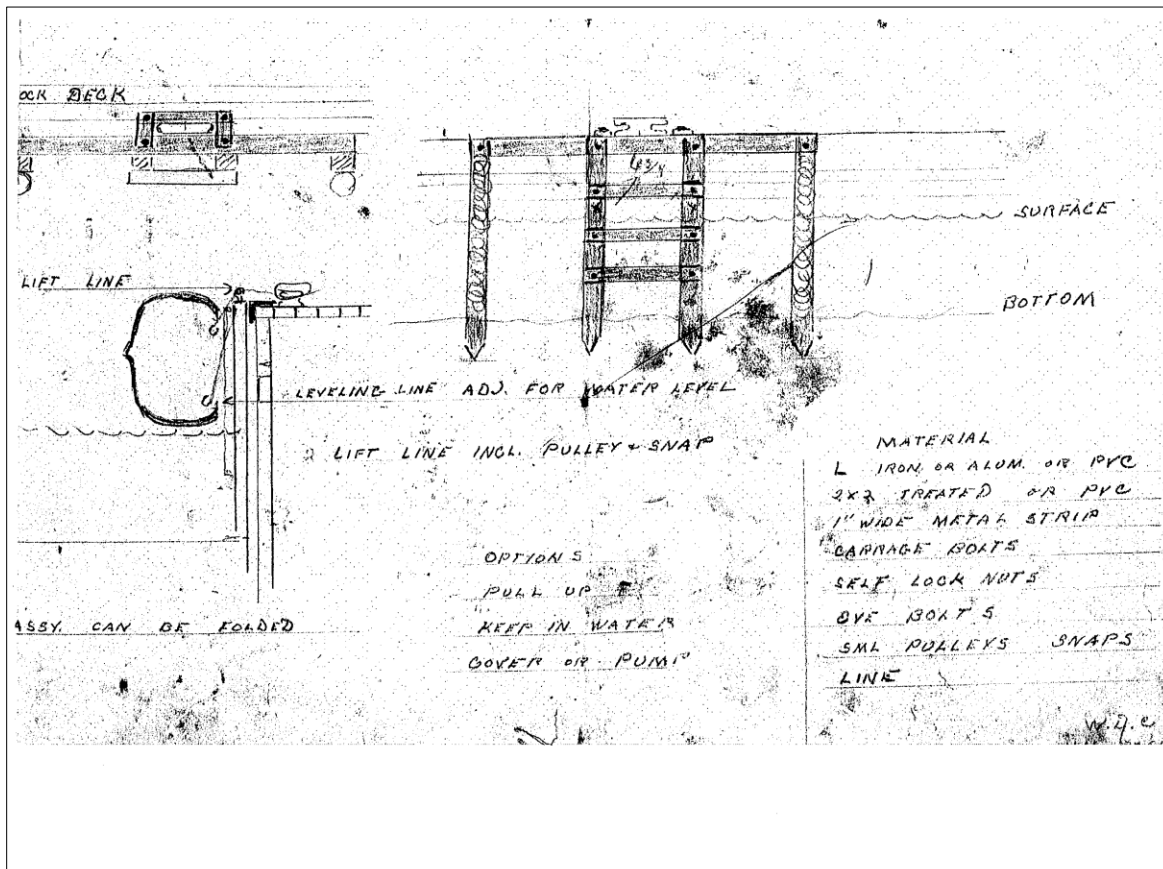 OCK DECK
SURFACE
LIFT LINE
BOTTOM
LEVELING LINE ADJ. FOR WATER LEVEL
LIFT LINE INCL. PULLEY & SNAP
OPTIONS
PULL UP
KEEP IN WATER
COVER OR PUMP
ASSY. CAN BE FOLDED
MATERIAL
L IRON OR ALUM. OR PVC
2X2 TREATED OR PVC
1" WIDE METAL STRIP
CARRAGE BOLTS
SELF LOCK NUTS
EYE BOLTS
SML PULLEYS SNAPS
LINE